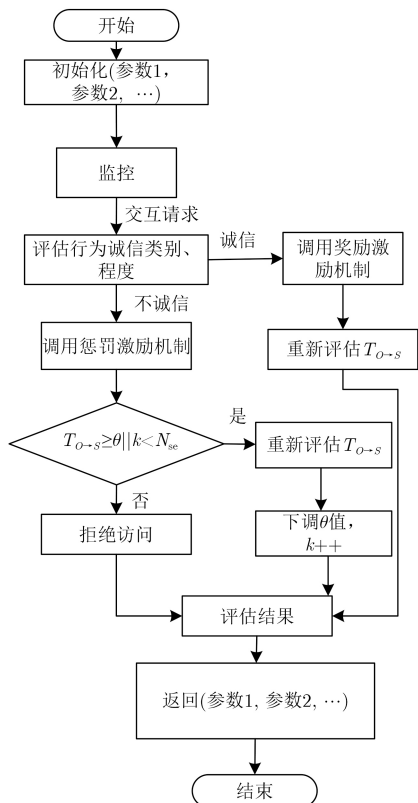 开始
初始化(参数1,
参数2, …)
监控
交互请求
评估行为诚信类别、
程度
诚信
调用奖励激
励机制
不诚信
调用惩罚激励机制
重新评估 T_{O→S}
T_{O→S}≥θ||k<N_{se}
是
重新评估 T_{O→S}
否
拒绝访问
下调θ值，
k++
评估结果
返回(参数1, 参数2, …)
结束